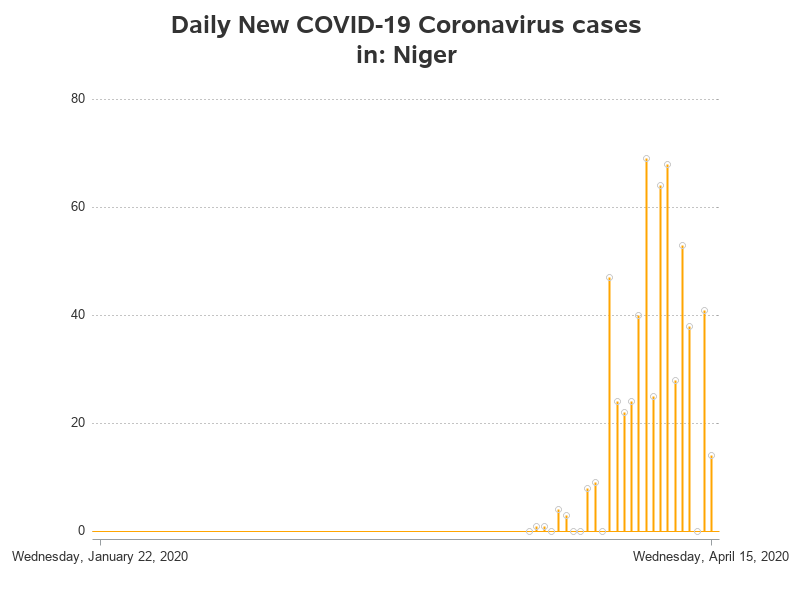 Daily New COVID-19 Coronavirus cases
in: Niger
80
60
40
20
0
Wednesday, January 22, 2020
Wednesday, April 15, 2020